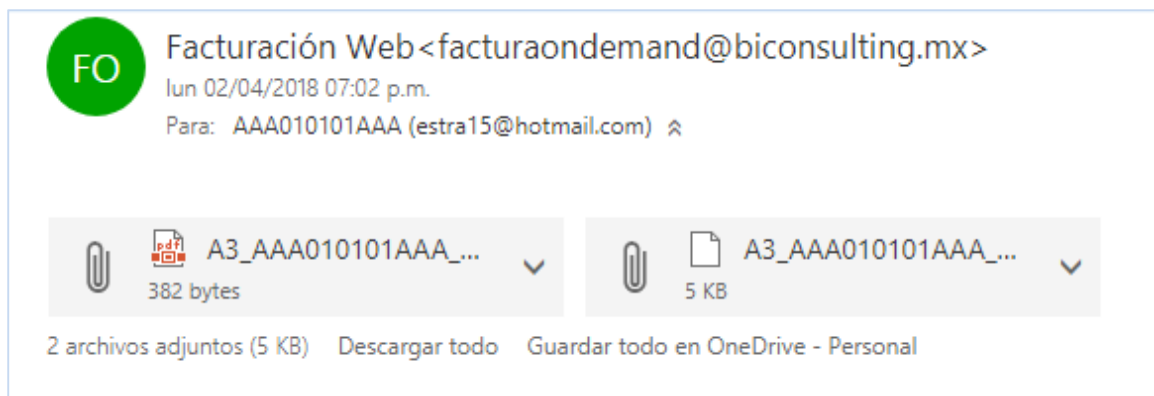 FO
Facturación Web<facturaondemand@biconsulting.mx>
lun 02/04/2018 07:02 p.m.
Para: AAA010101AAA (estra15@hotmail.com)
pdf A3_AAA010101AAA_...
382 bytes
A3_AAA010101AAA_...
5 KB
2 archivos adjuntos (5 KB) Descargar todo Guardar todo en OneDrive - Personal